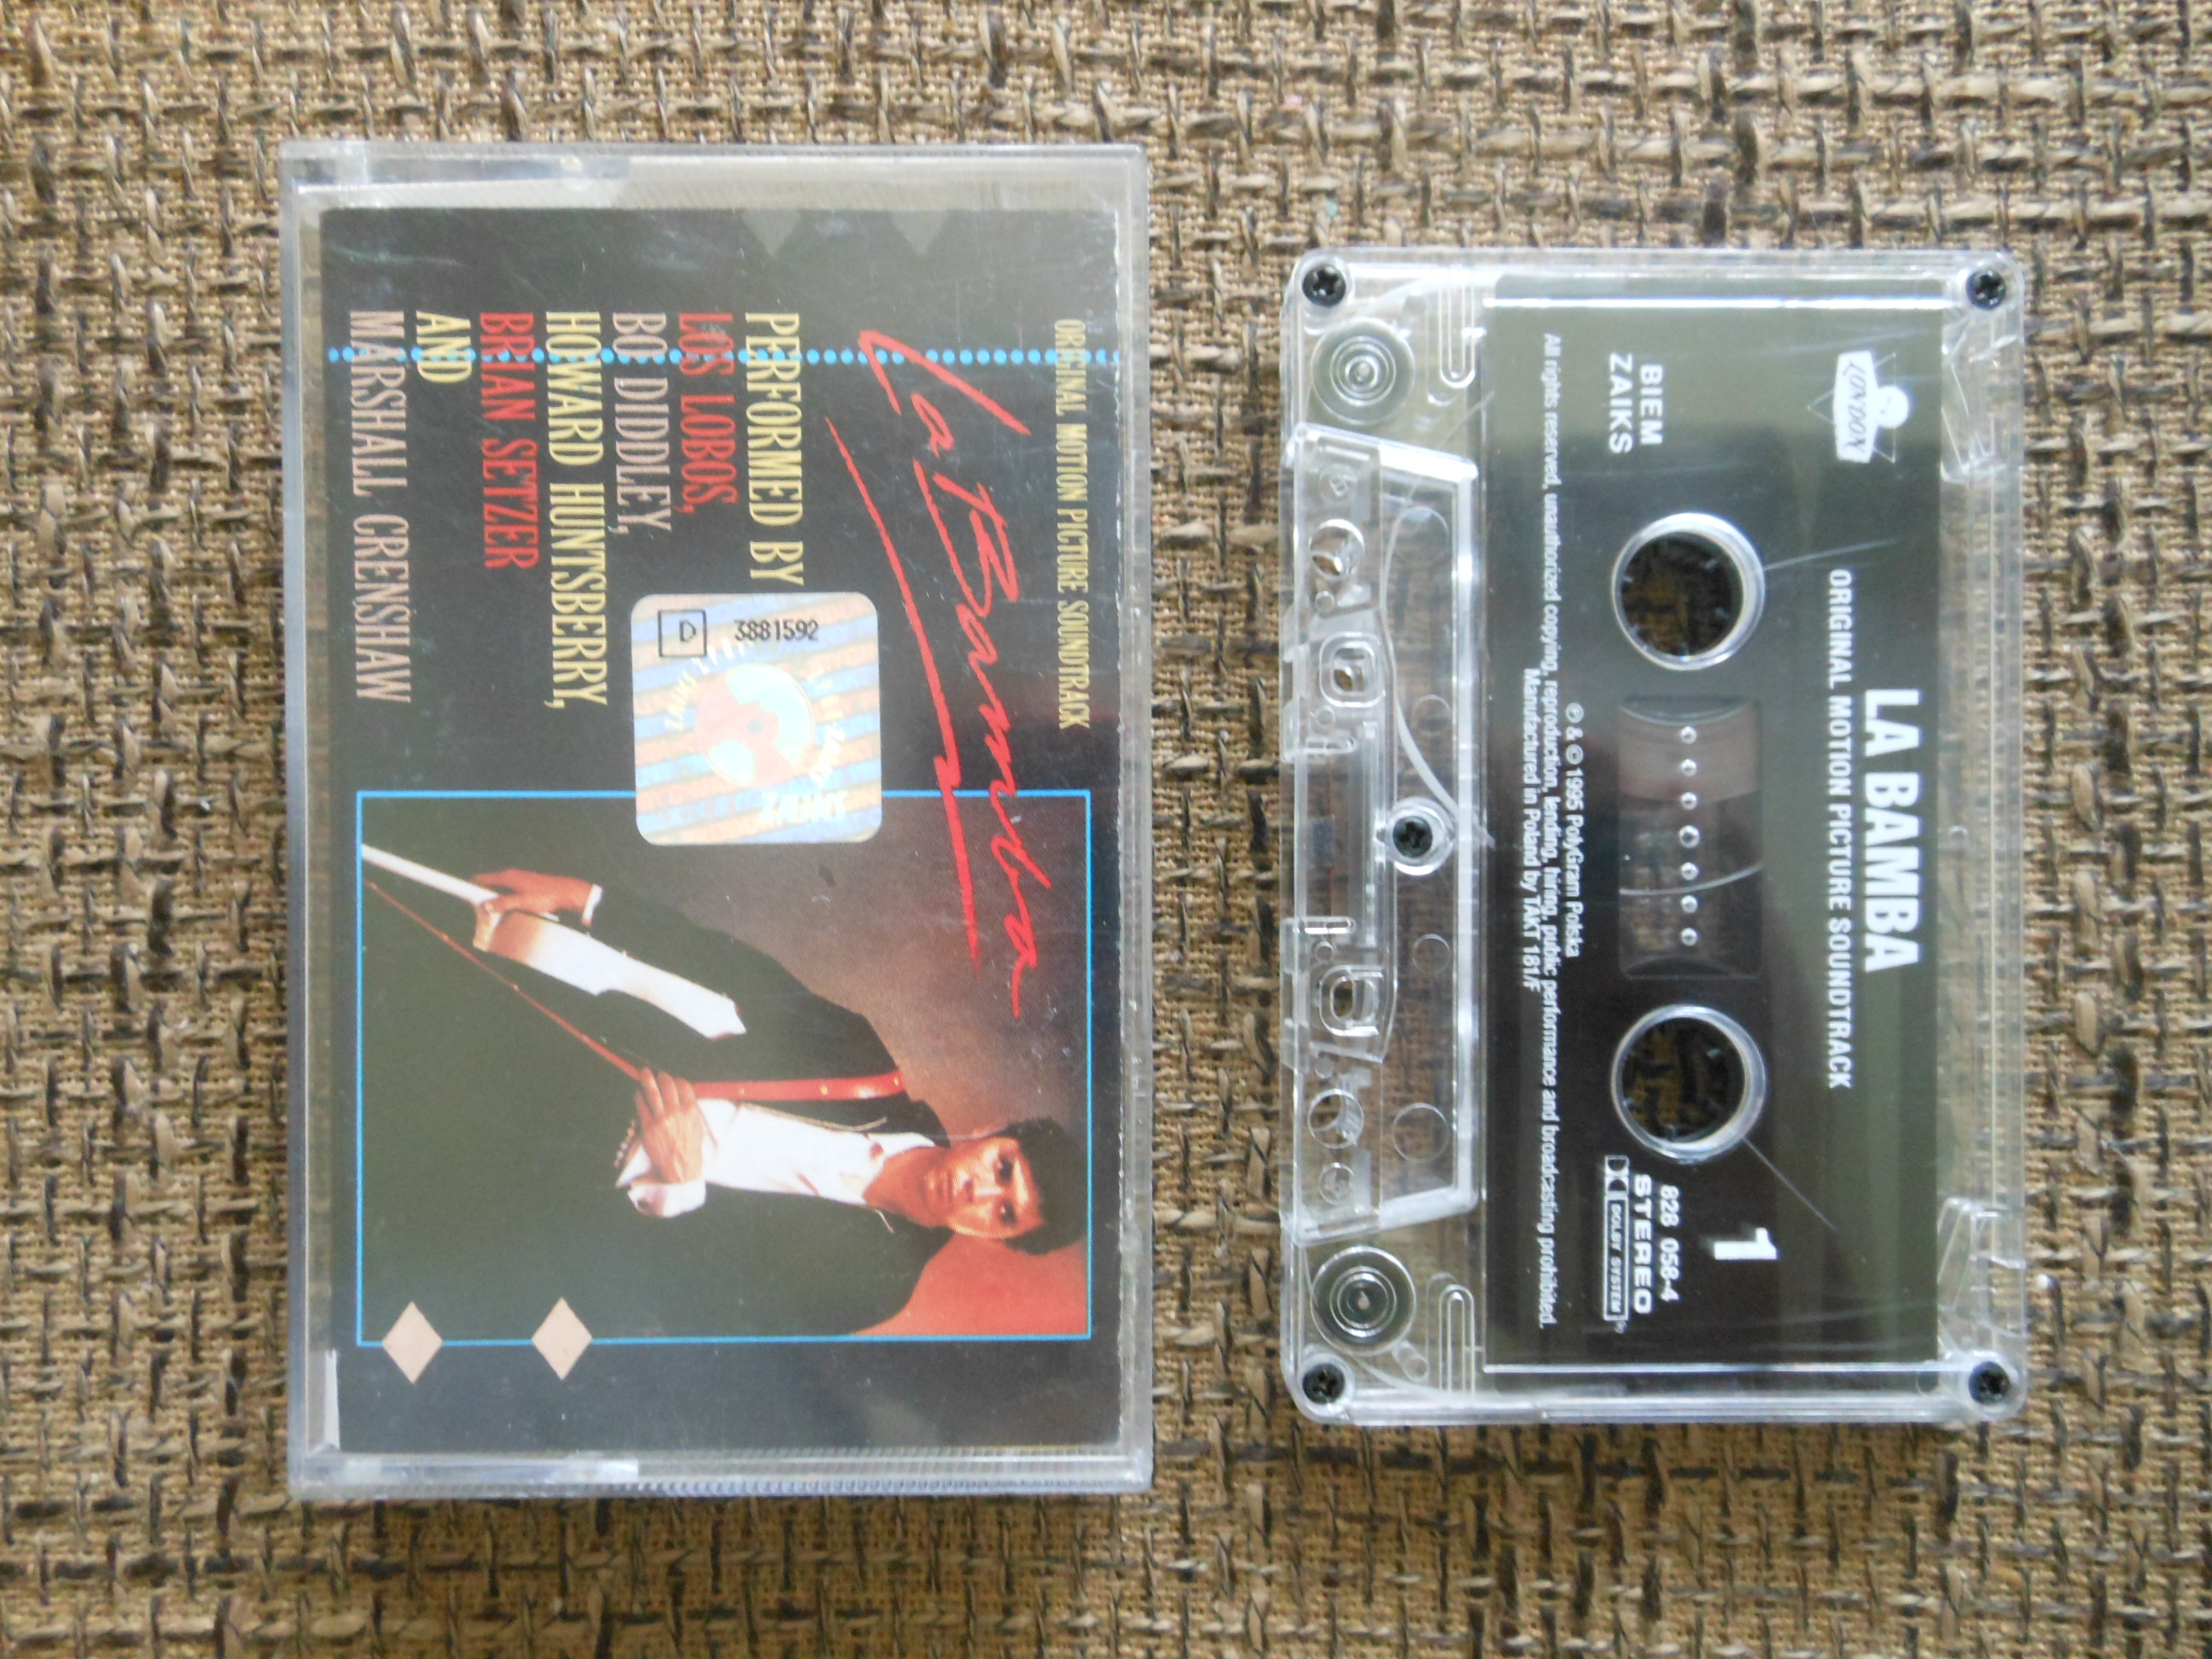 ORIGINAL MOTION PICTURE SOUNDTRACK
La Bamba
PERFORMED BY
LOS LOBOS,
BO DIDDLEY,
HOWARD HUNTSBERRY,
BRIAN SETZER
AND
MARSHALL CRENSHAW
D 3881592
ZAIKS
LONDON
LA BAMBA
ORIGINAL MOTION PICTURE SOUNDTRACK
1
BIEM
ZAIKS
828 058-4
STEREO
DOLBY SYSTEM
℗ & © 1995 PolyGram Polska
All rights reserved, unauthorized copying, reproduction, lending, hiring, public performance and broadcasting prohibited.
Manufactured in Poland by TAKT 181/F